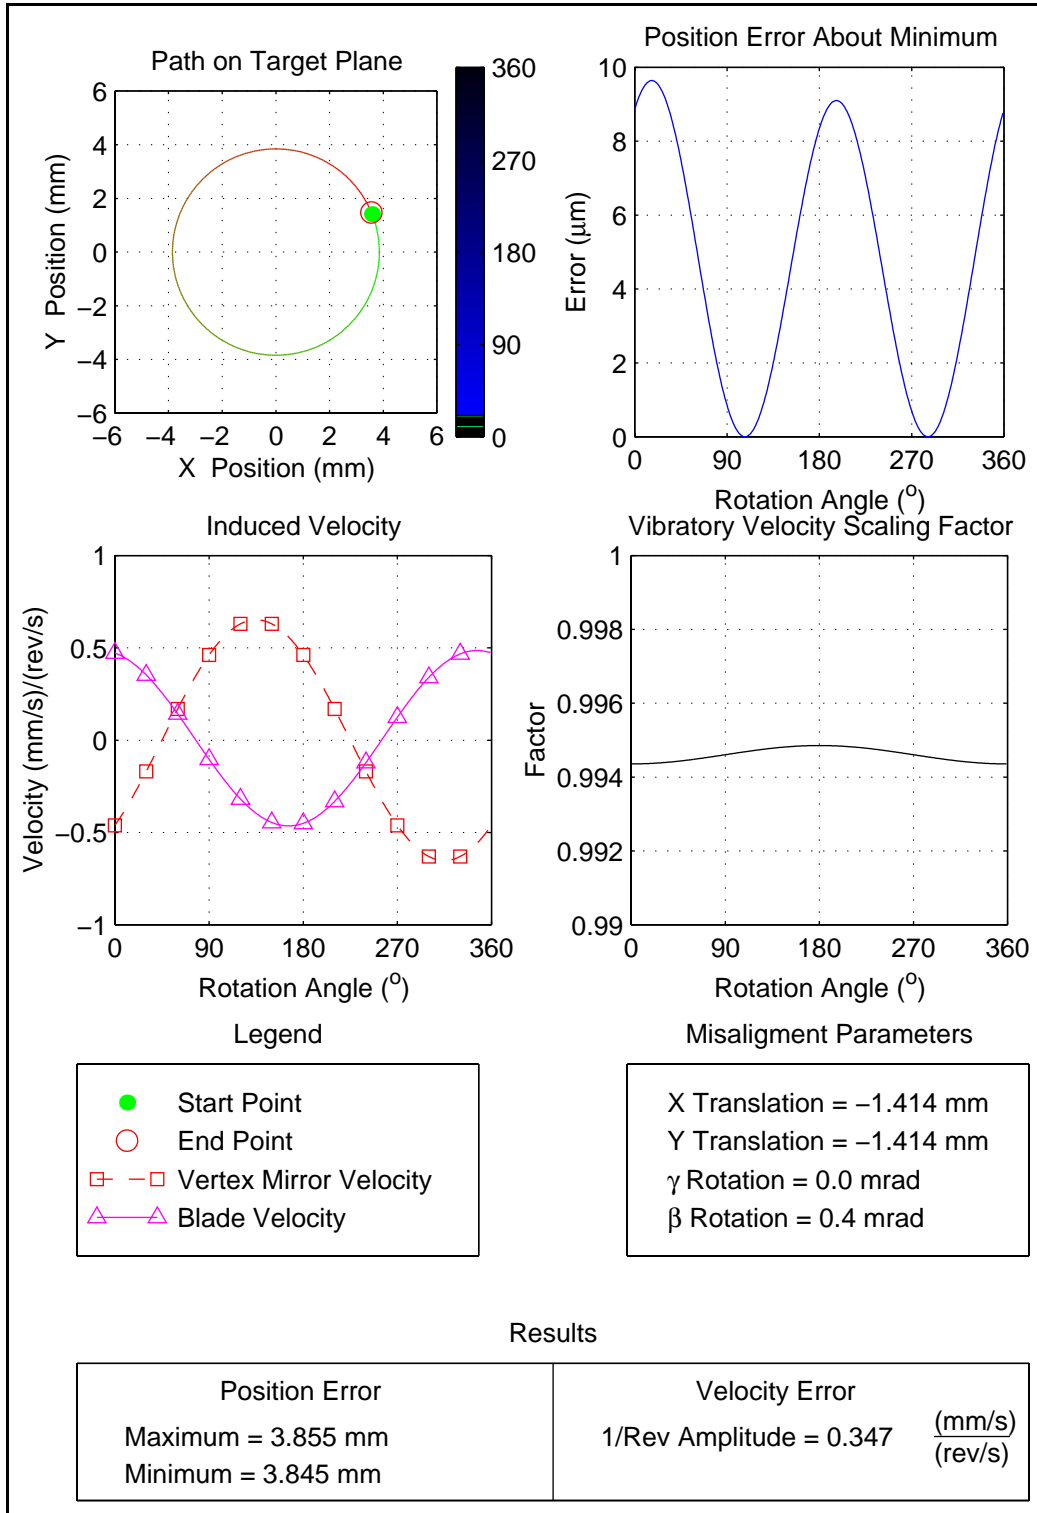 Path on Target Plane
6
4
2
0
−2
−4
−6
−6 −4 −2 0 2 4 6
Y Position (mm)
X Position (mm)
360
270
180
90
0
Position Error About Minimum
10
8
6
4
2
0
0 90 180 270 360
Error (μm)
Rotation Angle (o)
Induced Velocity
1
0.5
0
−0.5
−1
0 90 180 270 360
Velocity (mm/s)/(rev/s)
Rotation Angle (o)
Vibratory Velocity Scaling Factor
1
0.998
0.996
0.994
0.992
0.99
0 90 180 270 360
Factor
Rotation Angle (o)
Legend
Start Point
End Point
Vertex Mirror Velocity
Blade Velocity
Misaligment Parameters
X Translation = −1.414 mm
Y Translation = −1.414 mm
γ Rotation = 0.0 mrad
β Rotation = 0.4 mrad
Results
Position Error
Maximum = 3.855 mm
Minimum = 3.845 mm
Velocity Error
1/Rev Amplitude = 0.347 (mm/s)
(rev/s)